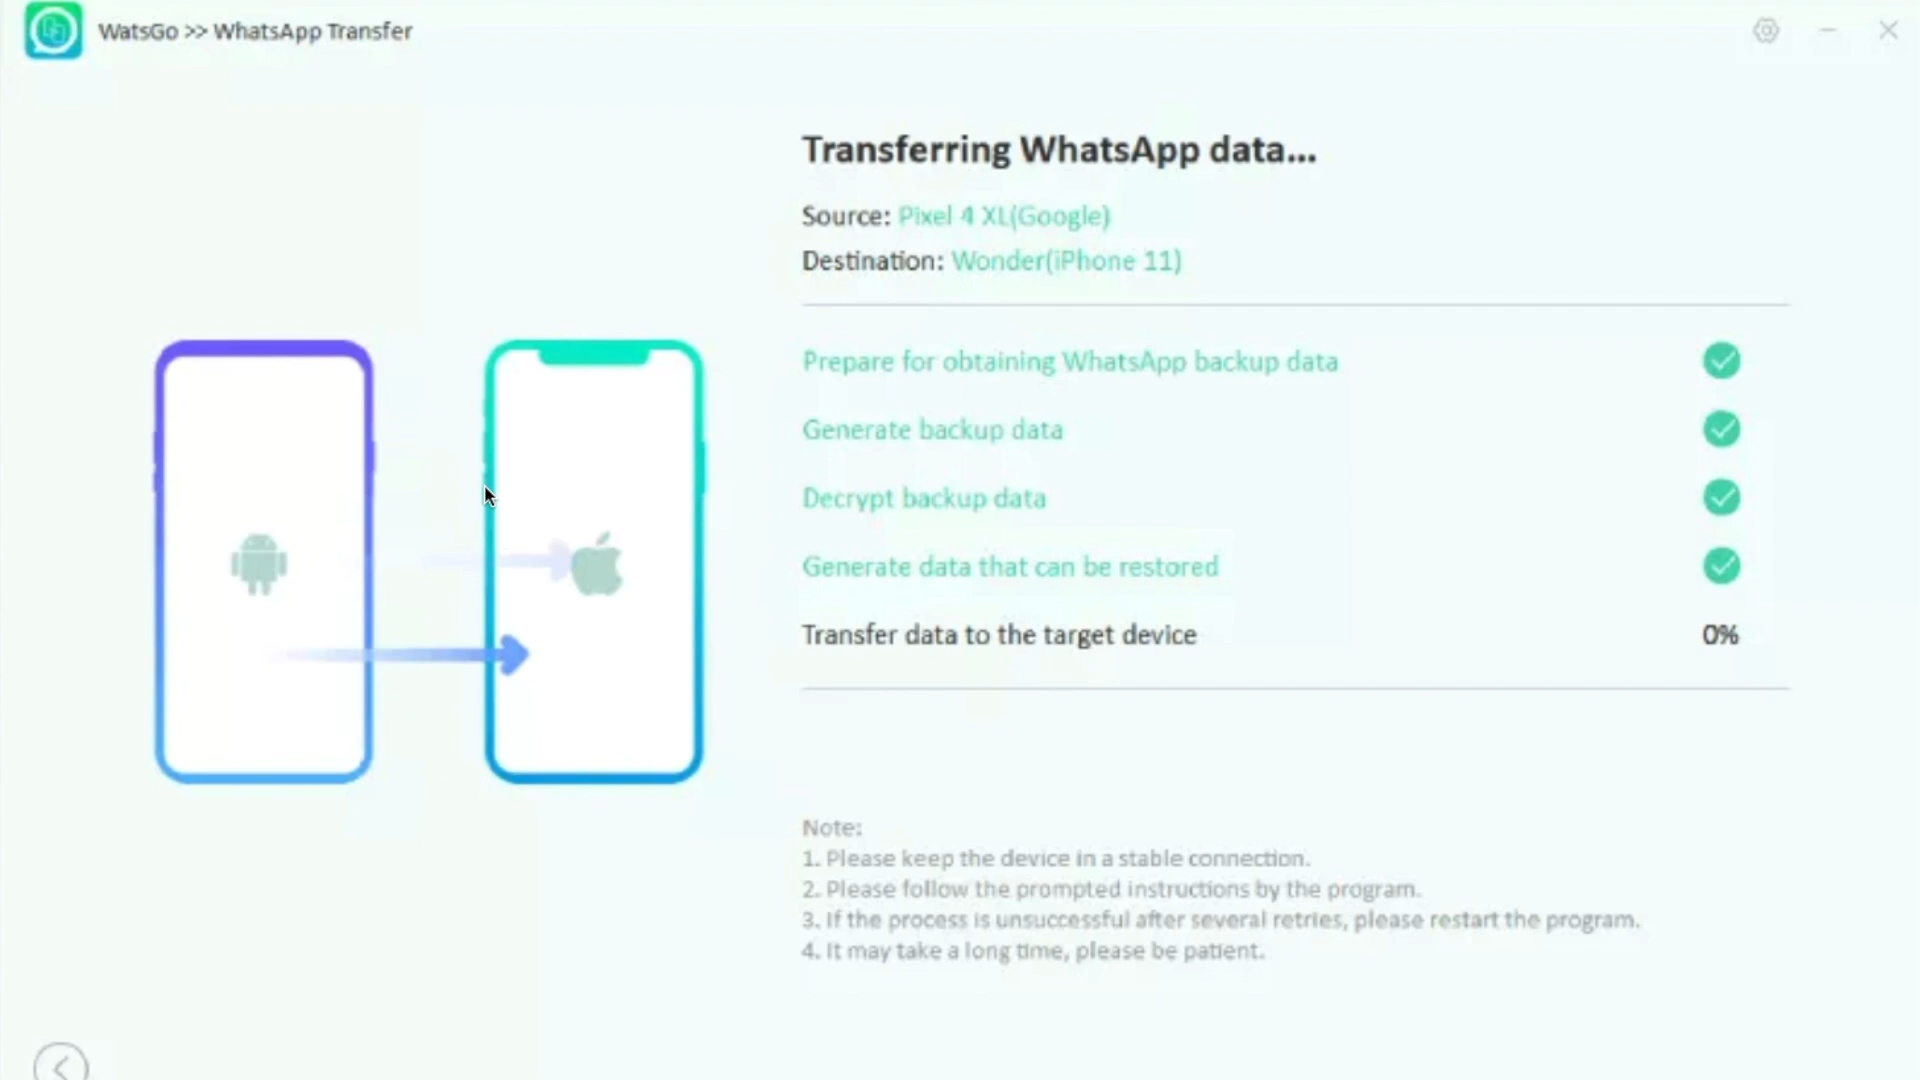 WatsGo >> WhatsApp Transfer
Transferring WhatsApp data...
Source: Pixel 4 XL(Google)
Destination: Wonder(iPhone 11)
Prepare for obtaining WhatsApp backup data
Generate backup data
Decrypt backup data
Generate data that can be restored
Transfer data to the target device 0%
Note:
1. Please keep the device in a stable connection.
2. Please follow the prompted instructions by the program.
3. If the process is unsuccessful after several retries, please restart the program.
4. It may take a long time, please be patient.